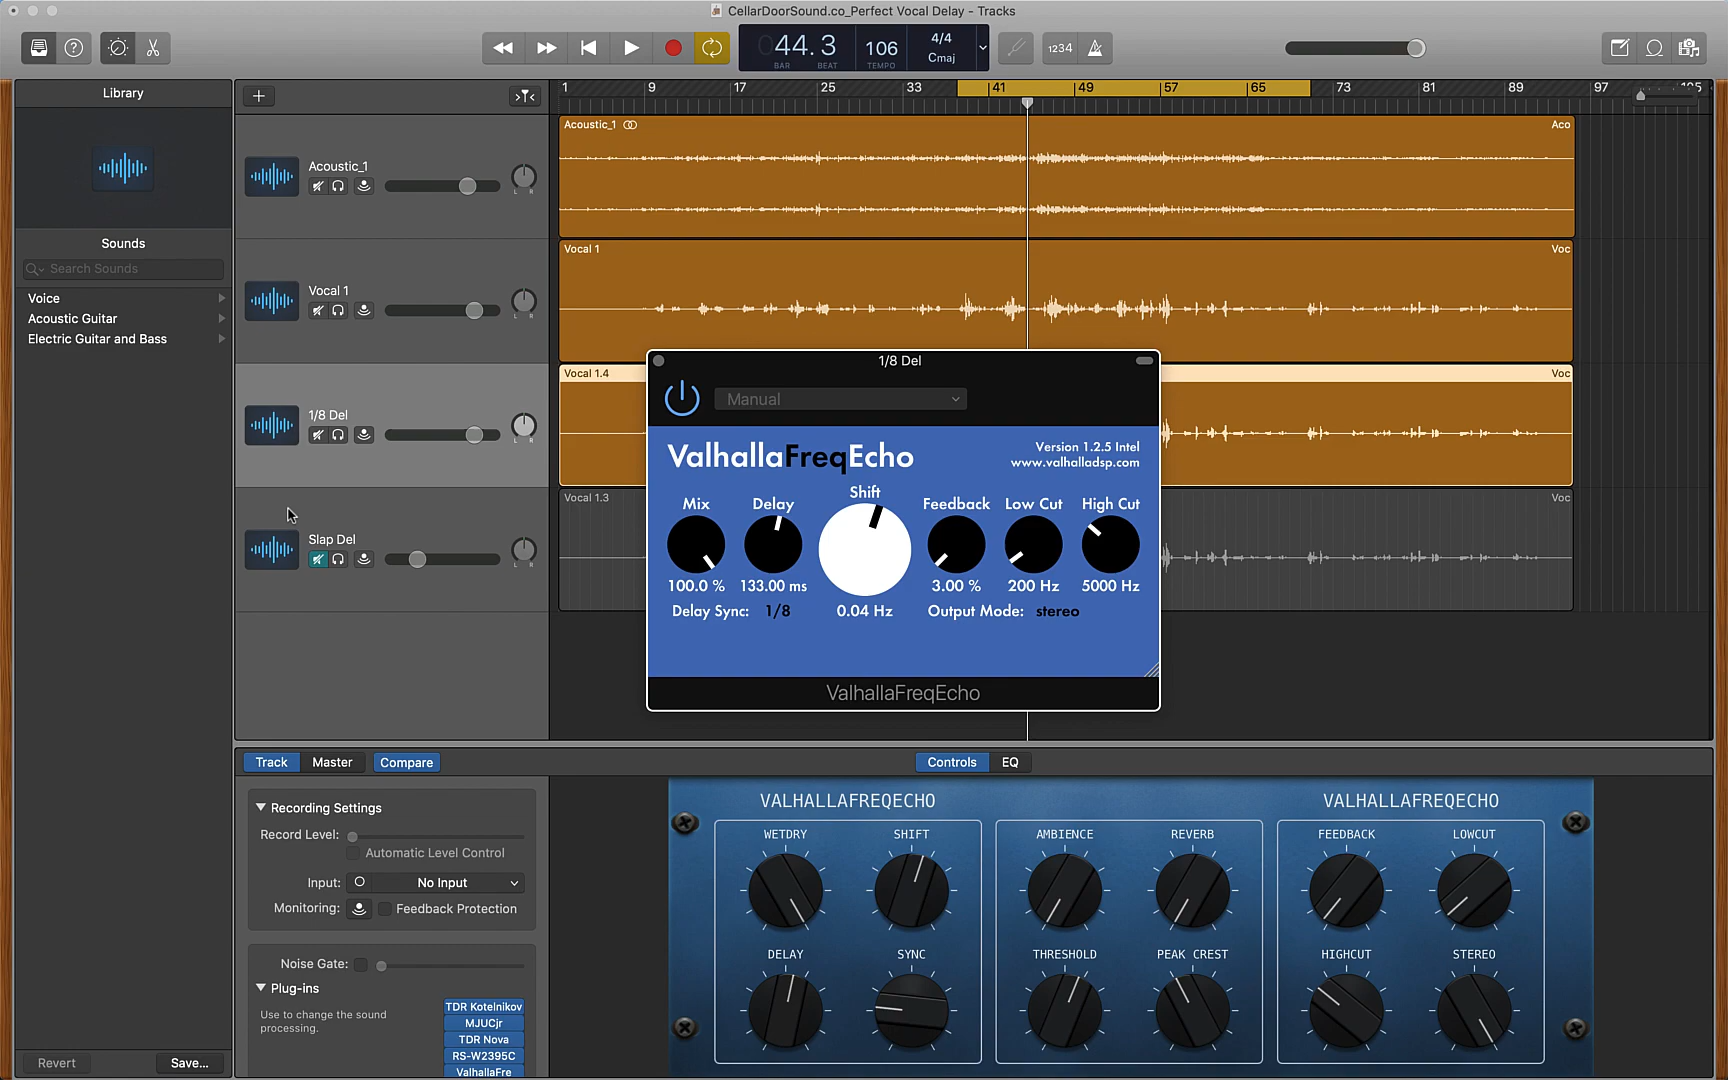 CellarDoorSound.co_Perfect Vocal Delay - Tracks
44. 3
BAR BEAT
106
TEMPO
4/4
Cmaj
1234
Library
Sounds
Search Sounds
Voice
Acoustic Guitar
Electric Guitar and Bass
1 9 17 25 33 41 49 57 65 73 81 89 97 105
Acoustic_1
L R
Acoustic_1
Aco
Vocal 1
L R
Vocal 1
Voc
1/8 Del
L R
Vocal 1.4
Voc
Slap Del
L R
Vocal 1.3
Voc
1/8 Del
Manual
ValhallaFreqEcho
Version 1.2.5 Intel
www.valhalladsp.com
Mix Delay Shift Feedback Low Cut High Cut
100.0 % 133.00 ms 3.00 % 200 Hz 5000 Hz
Delay Sync: 1/8 0.04 Hz Output Mode: stereo
ValhallaFreqEcho
Track Master Compare
Controls EQ
Recording Settings
Record Level:
Automatic Level Control
Input: No Input
Monitoring: Feedback Protection
Noise Gate:
Plug-ins
Use to change the sound
processing.
TDR Kotelnikov
MJUCjr
TDR Nova
RS-W2395C
ValhallaFre
Revert Save...
VALHALLAFREQECHO VALHALLAFREQECHO
WETDRY SHIFT AMBIENCE REVERB FEEDBACK LOWCUT
DELAY SYNC THRESHOLD PEAK CREST HIGHCUT STEREO